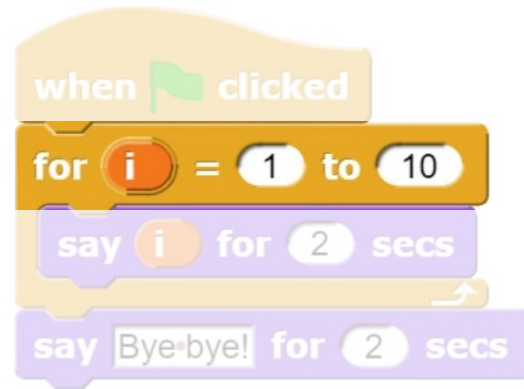 when clicked
for i = 1 to 10
say i for 2 secs
say Bye bye! for 2 secs